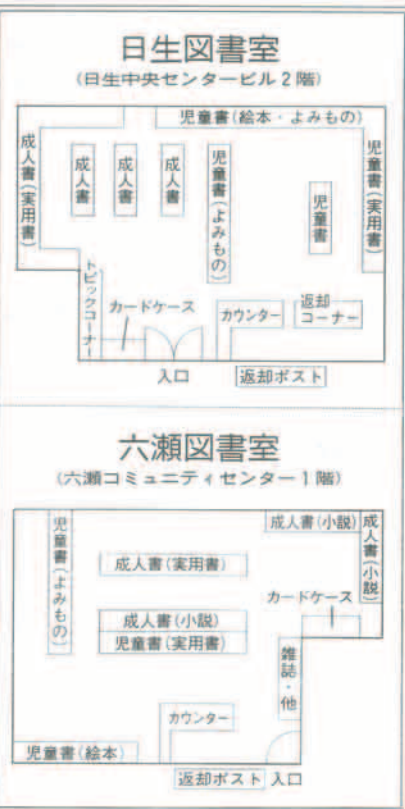 日生図書室
(日生中央センタービル2階)
児童書(絵本・よみもの)
成人書(実用書)
成人書
成人書
成人書
児童書(よみもの)
児童書
児童書(実用書)
トピックコーナー
カードケース
カウンター
返却
コーナー
入口
返却ポスト
六瀬図書室
(六瀬コミュニティセンター1階)
児童書(よみもの)
成人書(小説)
成人書(小説)
成人書(実用書)
カードケース
成人書(小説)
児童書(実用書)
雑誌・他
カウンター
児童書(絵本)
返却ポスト
入口